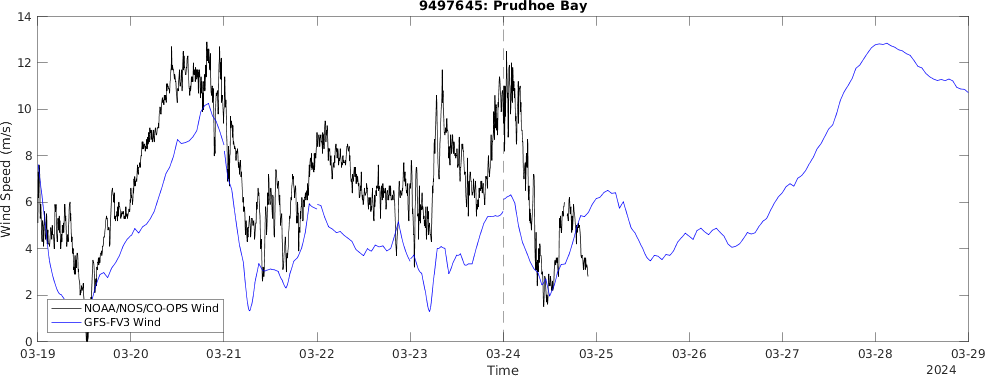 9497645: Prudhoe Bay
14
12
10
8
6
4
2
0
Wind Speed (m/s)
NOAA/NOS/CO-OPS Wind
GFS-FV3 Wind
03-19 03-20 03-21 03-22 03-23 03-24 03-25 03-26 03-27 03-28 03-29
Time
2024